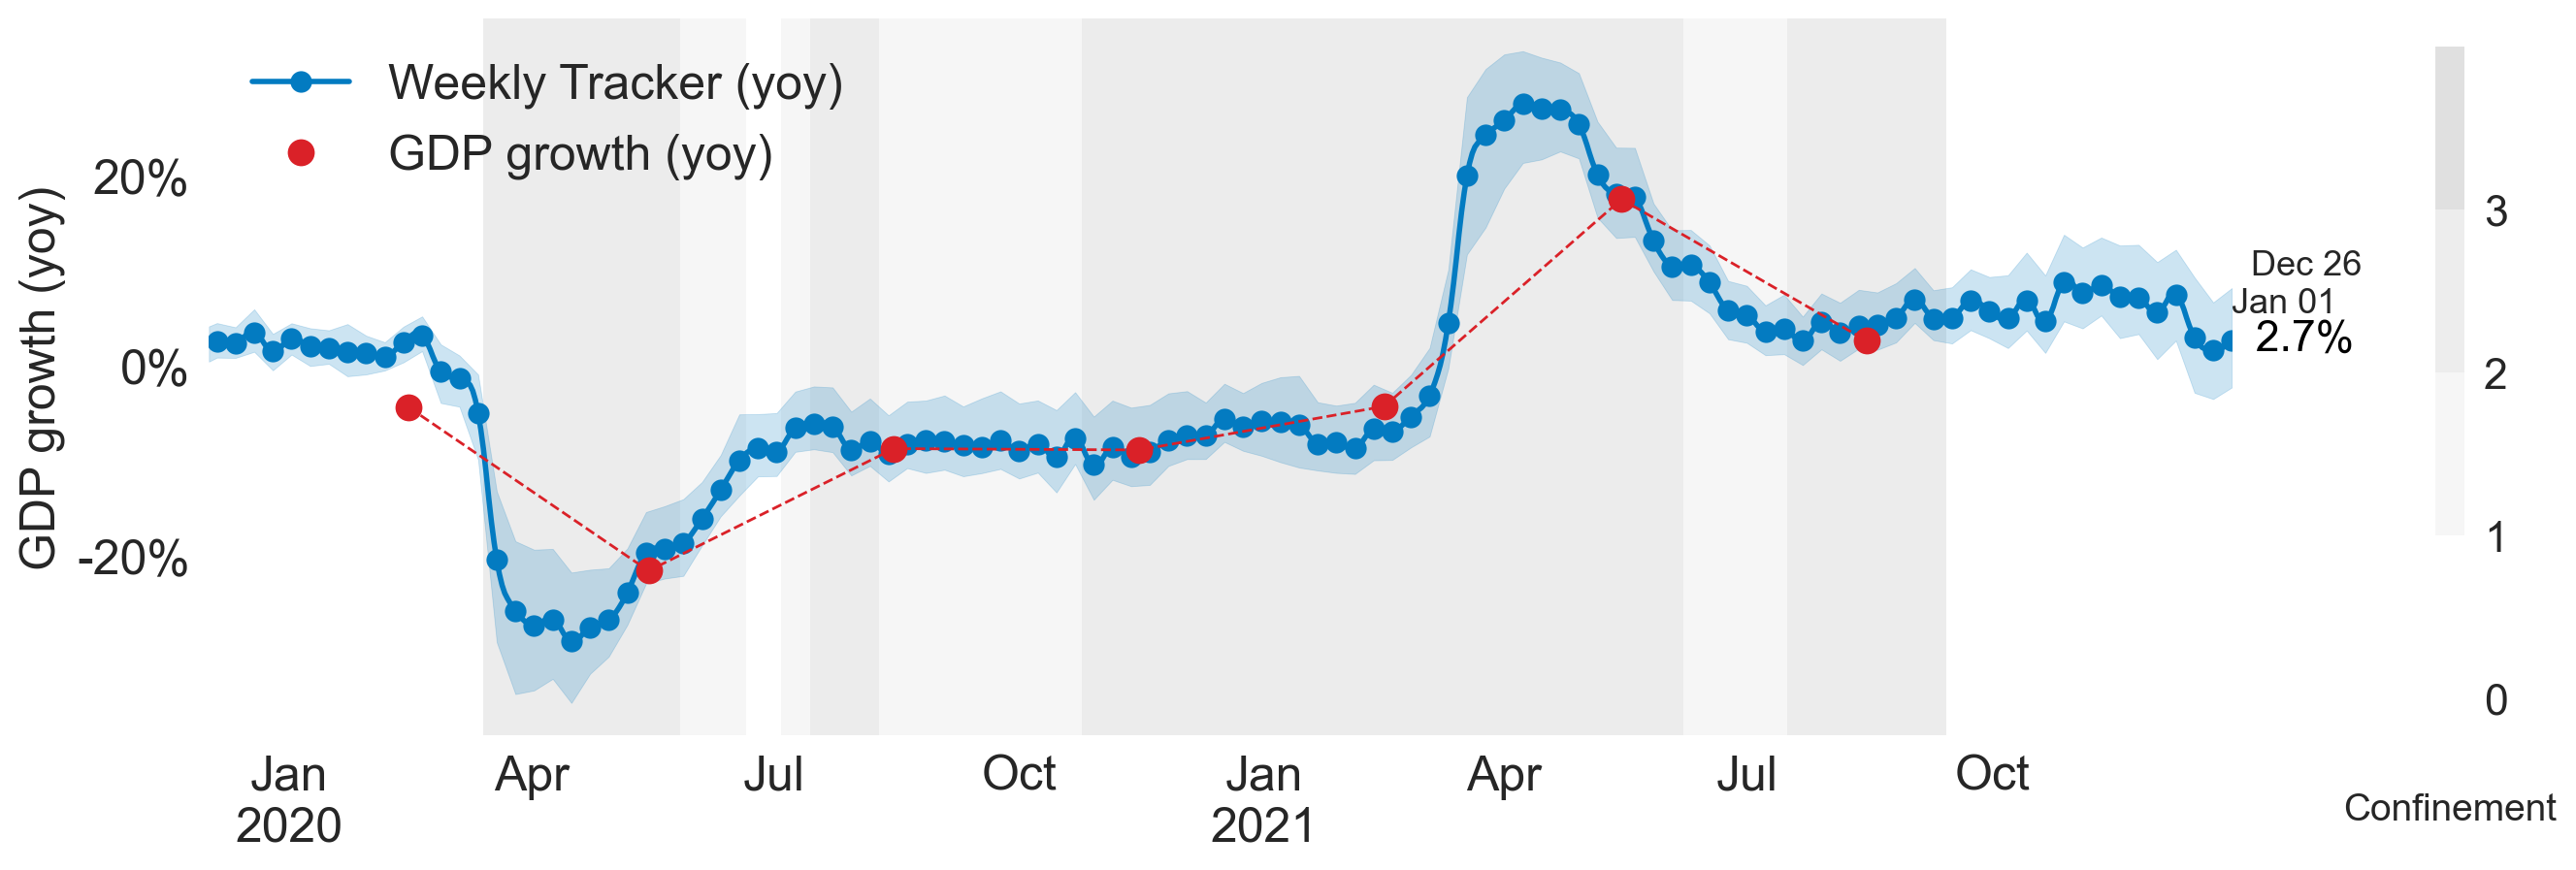 Weekly Tracker (yoy)
GDP growth (yoy)
GDP growth (yoy)
20%
0%
-20%
Jan
2020
Apr
Jul
Oct
Jan
2021
Apr
Jul
Oct
Dec 26
Jan 01
2.7%
3
2
1
0
Confinement